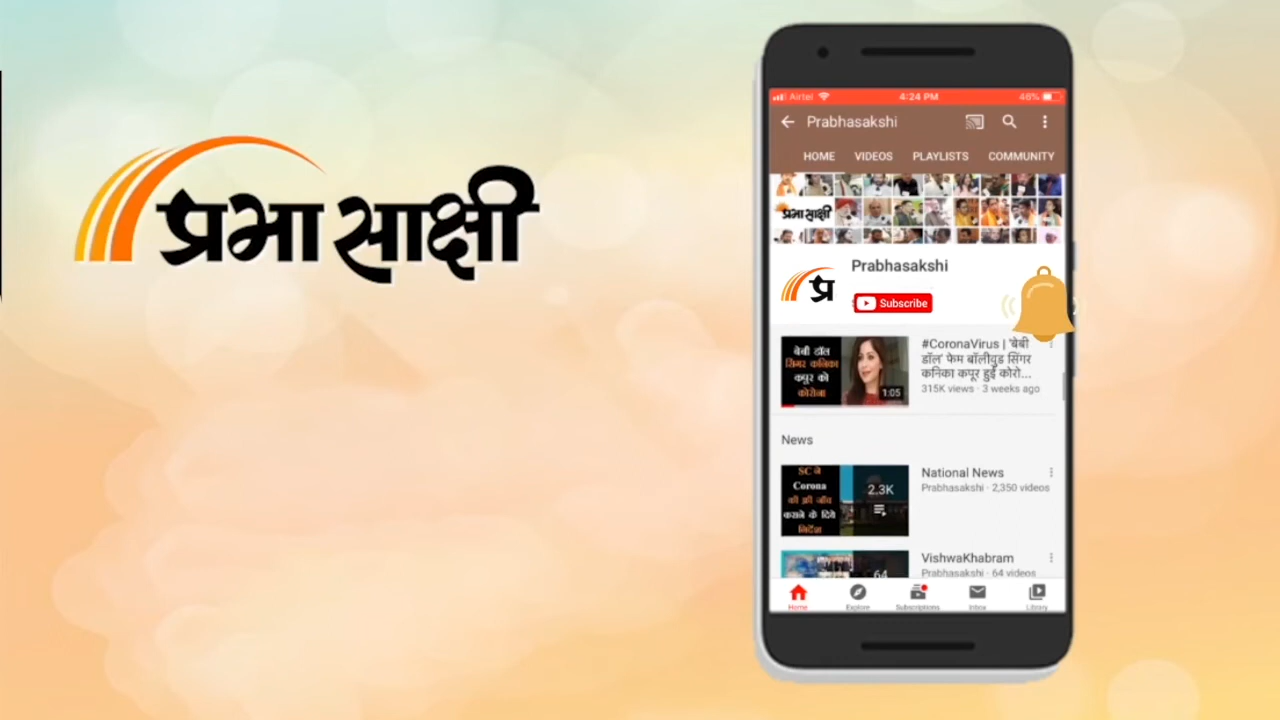 प्रभासाक्षी
Airtel 4:24 PM 46%
Prabhasakshi
HOME VIDEOS PLAYLISTS COMMUNITY
प्रभासाक्षी
Prabhasakshi
प्र
Subscribe
बेबी डॉल
सिंगर कनिका
कपूर को
कोरोना
1:05
#CoronaVirus | 'बेबी
डॉल' फेम बॉलीवुड सिंगर
कनिका कपूर हुईं कोरो...
315K views · 3 weeks ago
News
SC ने
Corona
की फ्री जाँच
कराने के दिये
निर्देश
2.3K
National News
Prabhasakshi · 2,350 videos
64
VishwaKhabram
Prabhasakshi · 64 videos
Home Explore Subscriptions Inbox Library